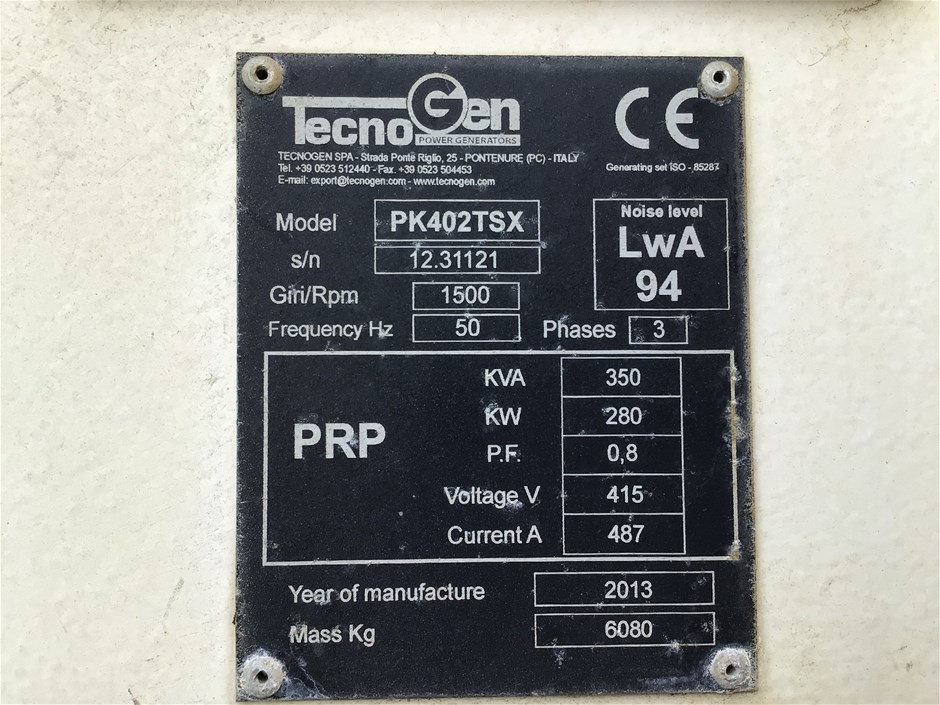 TecnoGen
POWER GENERATORS
CE
TECNOGEN SPA - Strada Ponte Riglio, 25 - PONTENURE (PC) - ITALY
Tel. +39 0523 512440 - Fax. +39 0523 504453
E-mail: export@tecnogen.com - www.tecnogen.com
Generating set ISO - 85287
Model PK402TSX
s/n 12.31121
Noise level
LwA
94
Giri/Rpm 1500
Frequency Hz 50 Phases 3
PRP
KVA 350
KW 280
P.F. 0,8
Voltage V 415
Current A 487
Year of manufacture 2013
Mass Kg 6080